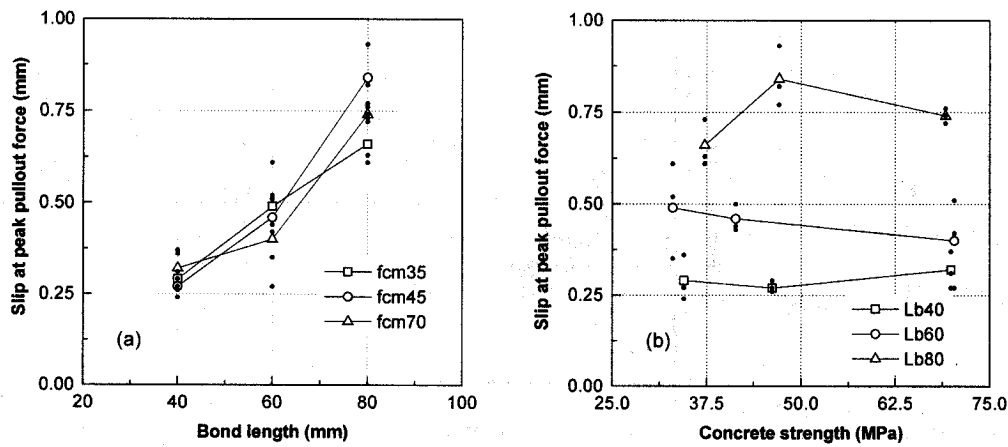 Slip at peak pullout force (mm)
1.00
0.75
0.50
0.25
0.00
fcm35
fcm45
fcm70
(a)
20
40
60
80
100
Bond length (mm)
Slip at peak pullout force (mm)
1.00
0.75
0.50
0.25
0.00
Lb40
Lb60
Lb80
(b)
25.0
37.5
50.0
62.5
75.0
Concrete strength (MPa)